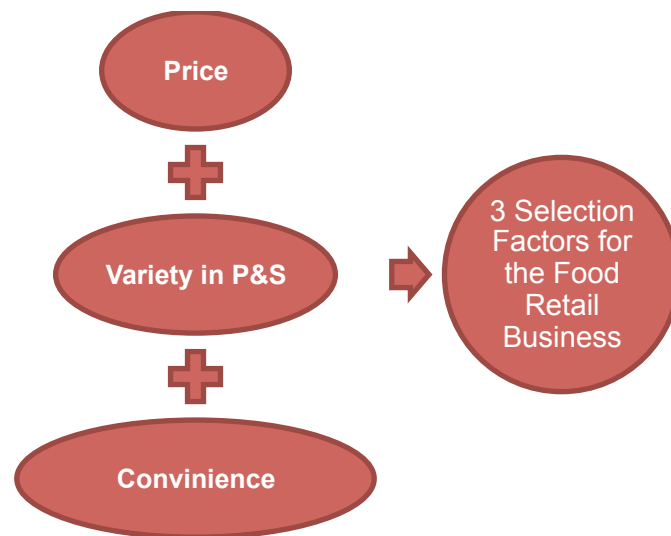 Price
Variety in P&S
Convinience
3 Selection
Factors for
the Food
Retail
Business